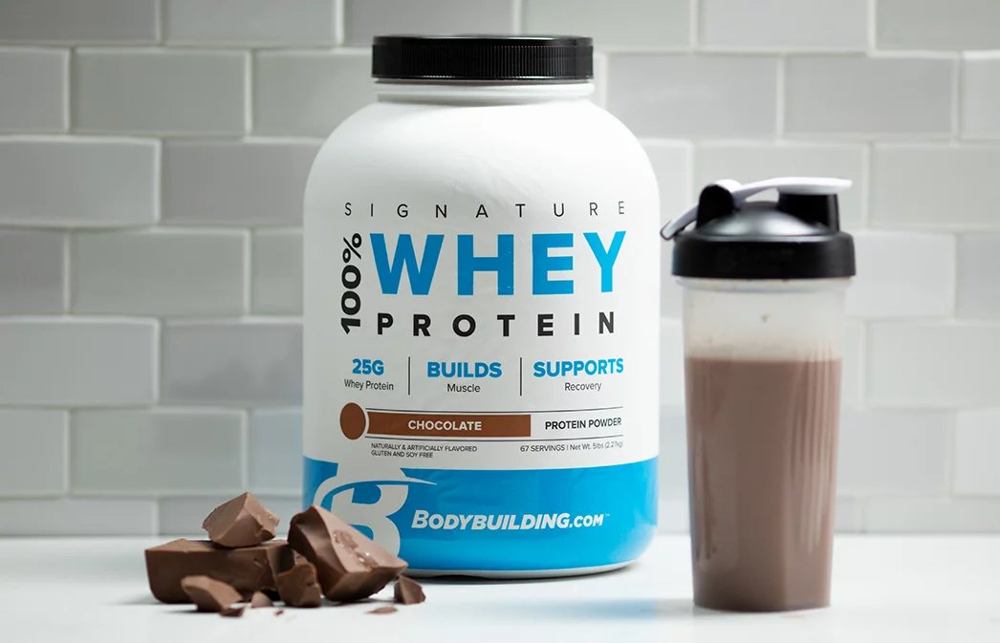 SIGNATURE
100% WHEY
PROTEIN
25G
Whey Protein
BUILDS
Muscle
SUPPORTS
Recovery
CHOCOLATE
PROTEIN POWDER
NATURALLY & ARTIFICIALLY FLAVORED
GLUTEN AND SOY FREE
67 SERVINGS | Net Wt. 5lbs (2.27kg)
B
BODYBUILDING.COM™